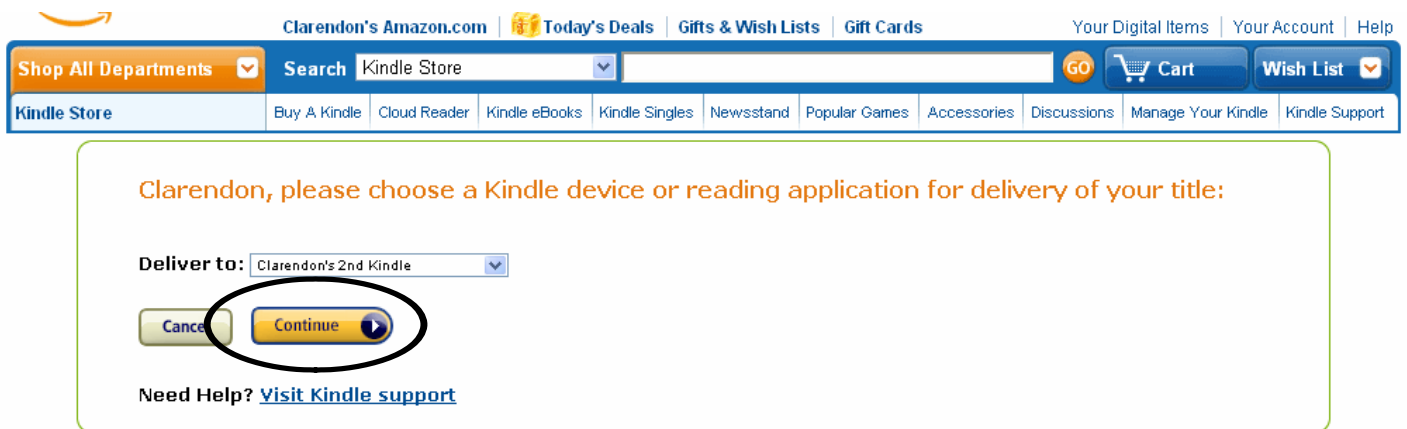 Clarendon's Amazon.com Today's Deals Gifts & Wish Lists Gift Cards Your Digital Items Your Account Help
Shop All Departments Search Kindle Store GO Cart Wish List
Kindle Store Buy A Kindle Cloud Reader Kindle eBooks Kindle Singles Newsstand Popular Games Accessories Discussions Manage Your Kindle Kindle Support
Clarendon, please choose a Kindle device or reading application for delivery of your title:
Deliver to: Clarendon's 2nd Kindle
Cancel Continue
Need Help? Visit Kindle support